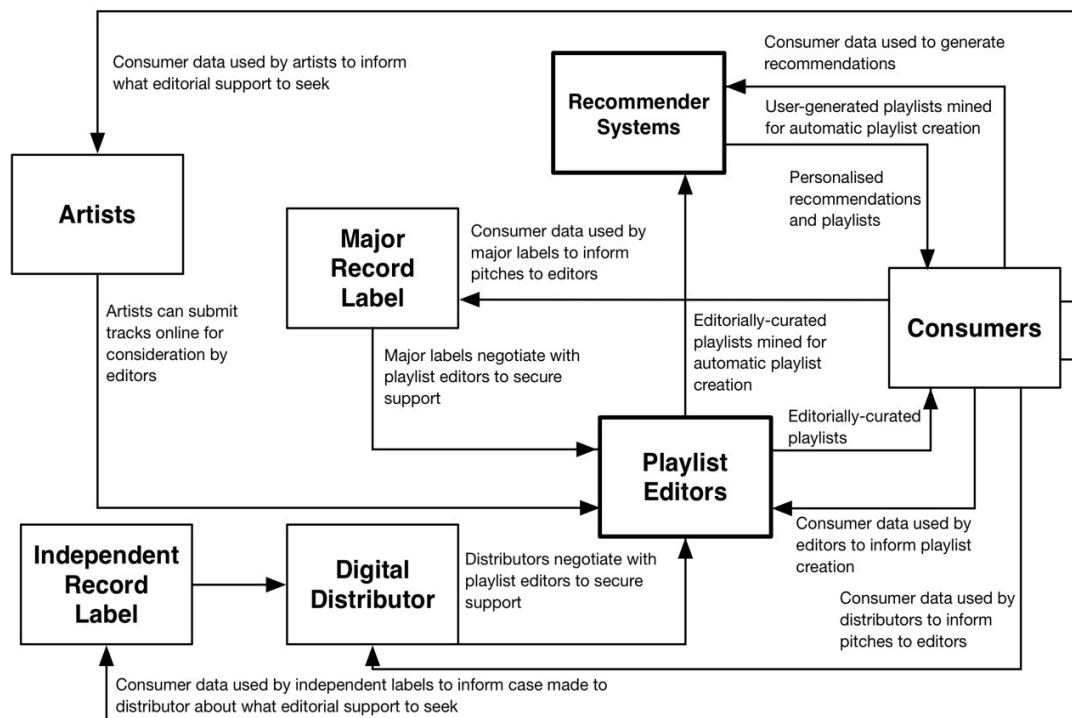 Consumer data used by artists to inform
what editorial support to seek
Consumer data used to generate
recommendations
Recommender
Systems
User-generated playlists mined
for automatic playlist creation
Personalised
recommendations
and playlists
Artists
Major
Record
Label
Consumer data used by
major labels to inform
pitches to editors
Consumers
Artists can submit
tracks online for
consideration by
editors
Major labels negotiate with
playlist editors to secure
support
Editorially-curated
playlists mined for
automatic playlist
creation
Editorially-curated
playlists
Playlist
Editors
Independent
Record
Label
Digital
Distributor
Distributors negotiate with
playlist editors to secure
support
Consumer data used by
editors to inform playlist
creation
Consumer data used by
distributors to inform
pitches to editors
Consumer data used by independent labels to inform case made to
distributor about what editorial support to seek